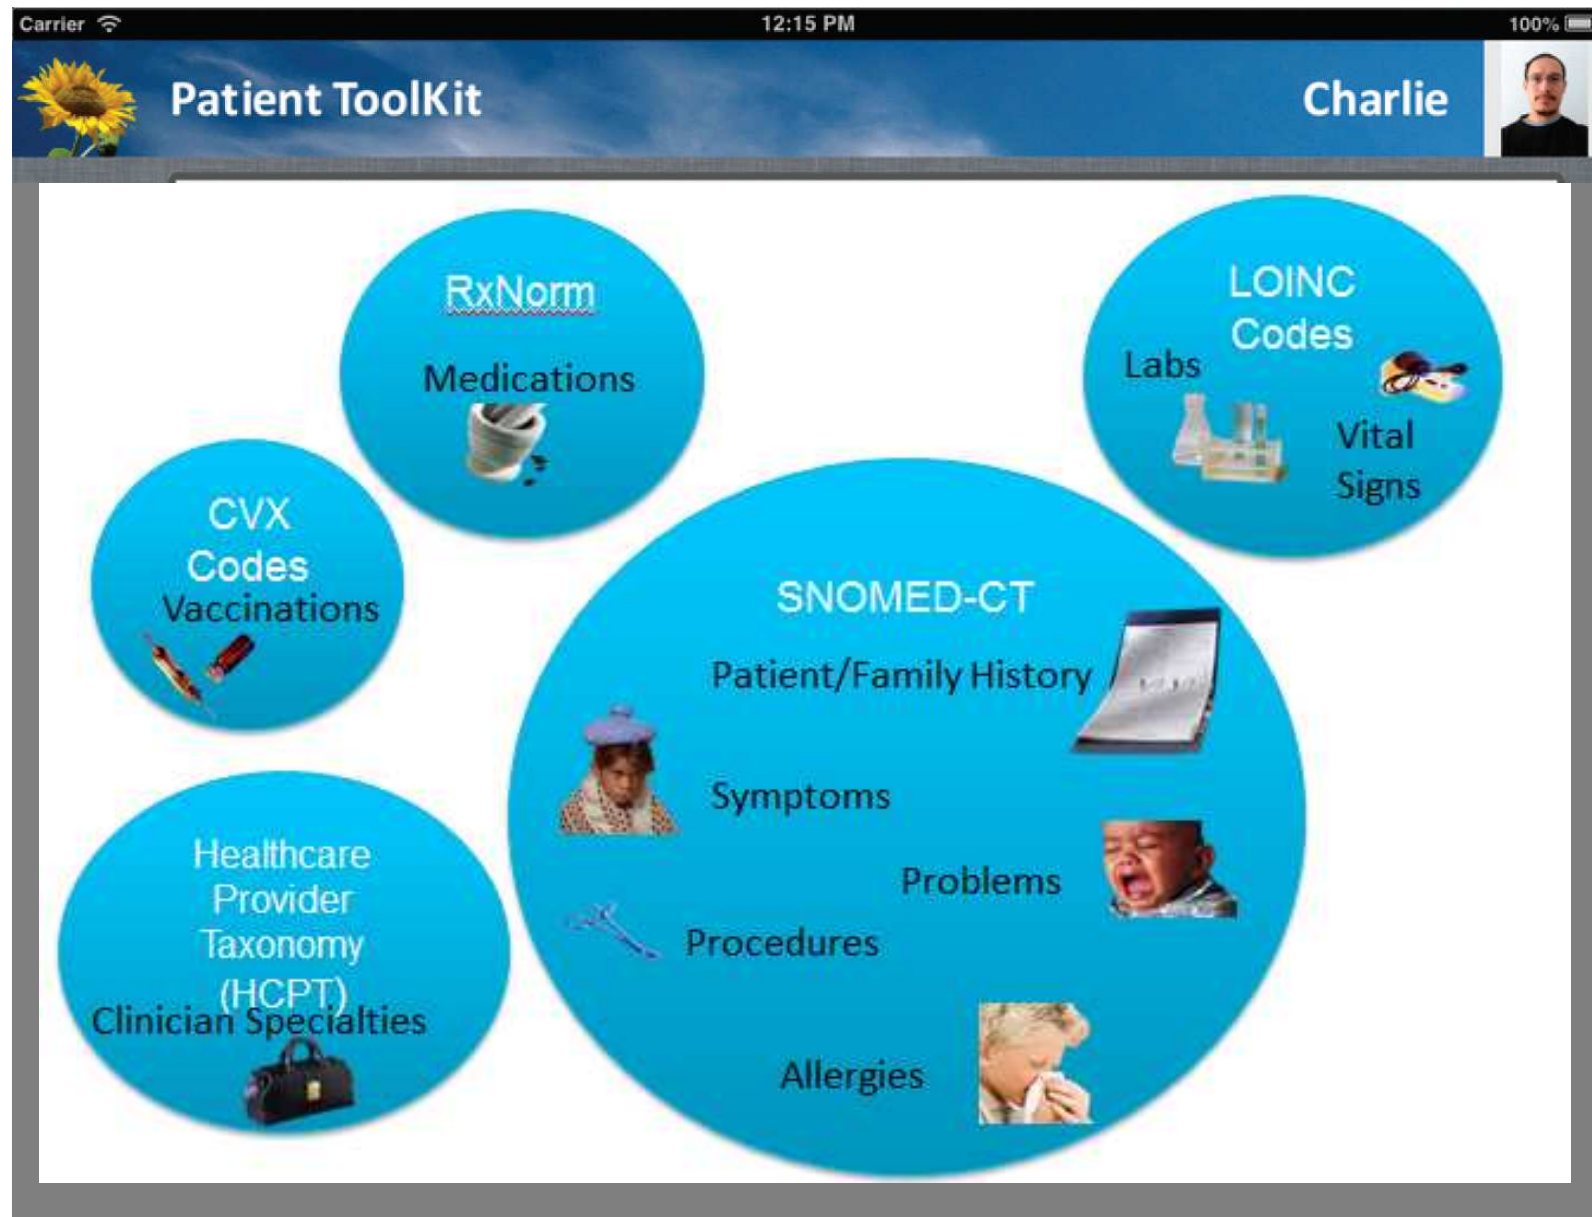 Carrier 12:15 PM 100%
Patient ToolKit Charlie
RxNorm
Medications
LOINC
Codes
Labs
Vital
Signs
CVX
Codes
Vaccinations
SNOMED-CT
Patient/Family History
Symptoms
Problems
Procedures
Allergies
Healthcare
Provider
Taxonomy
(HCPT)
Clinician Specialties